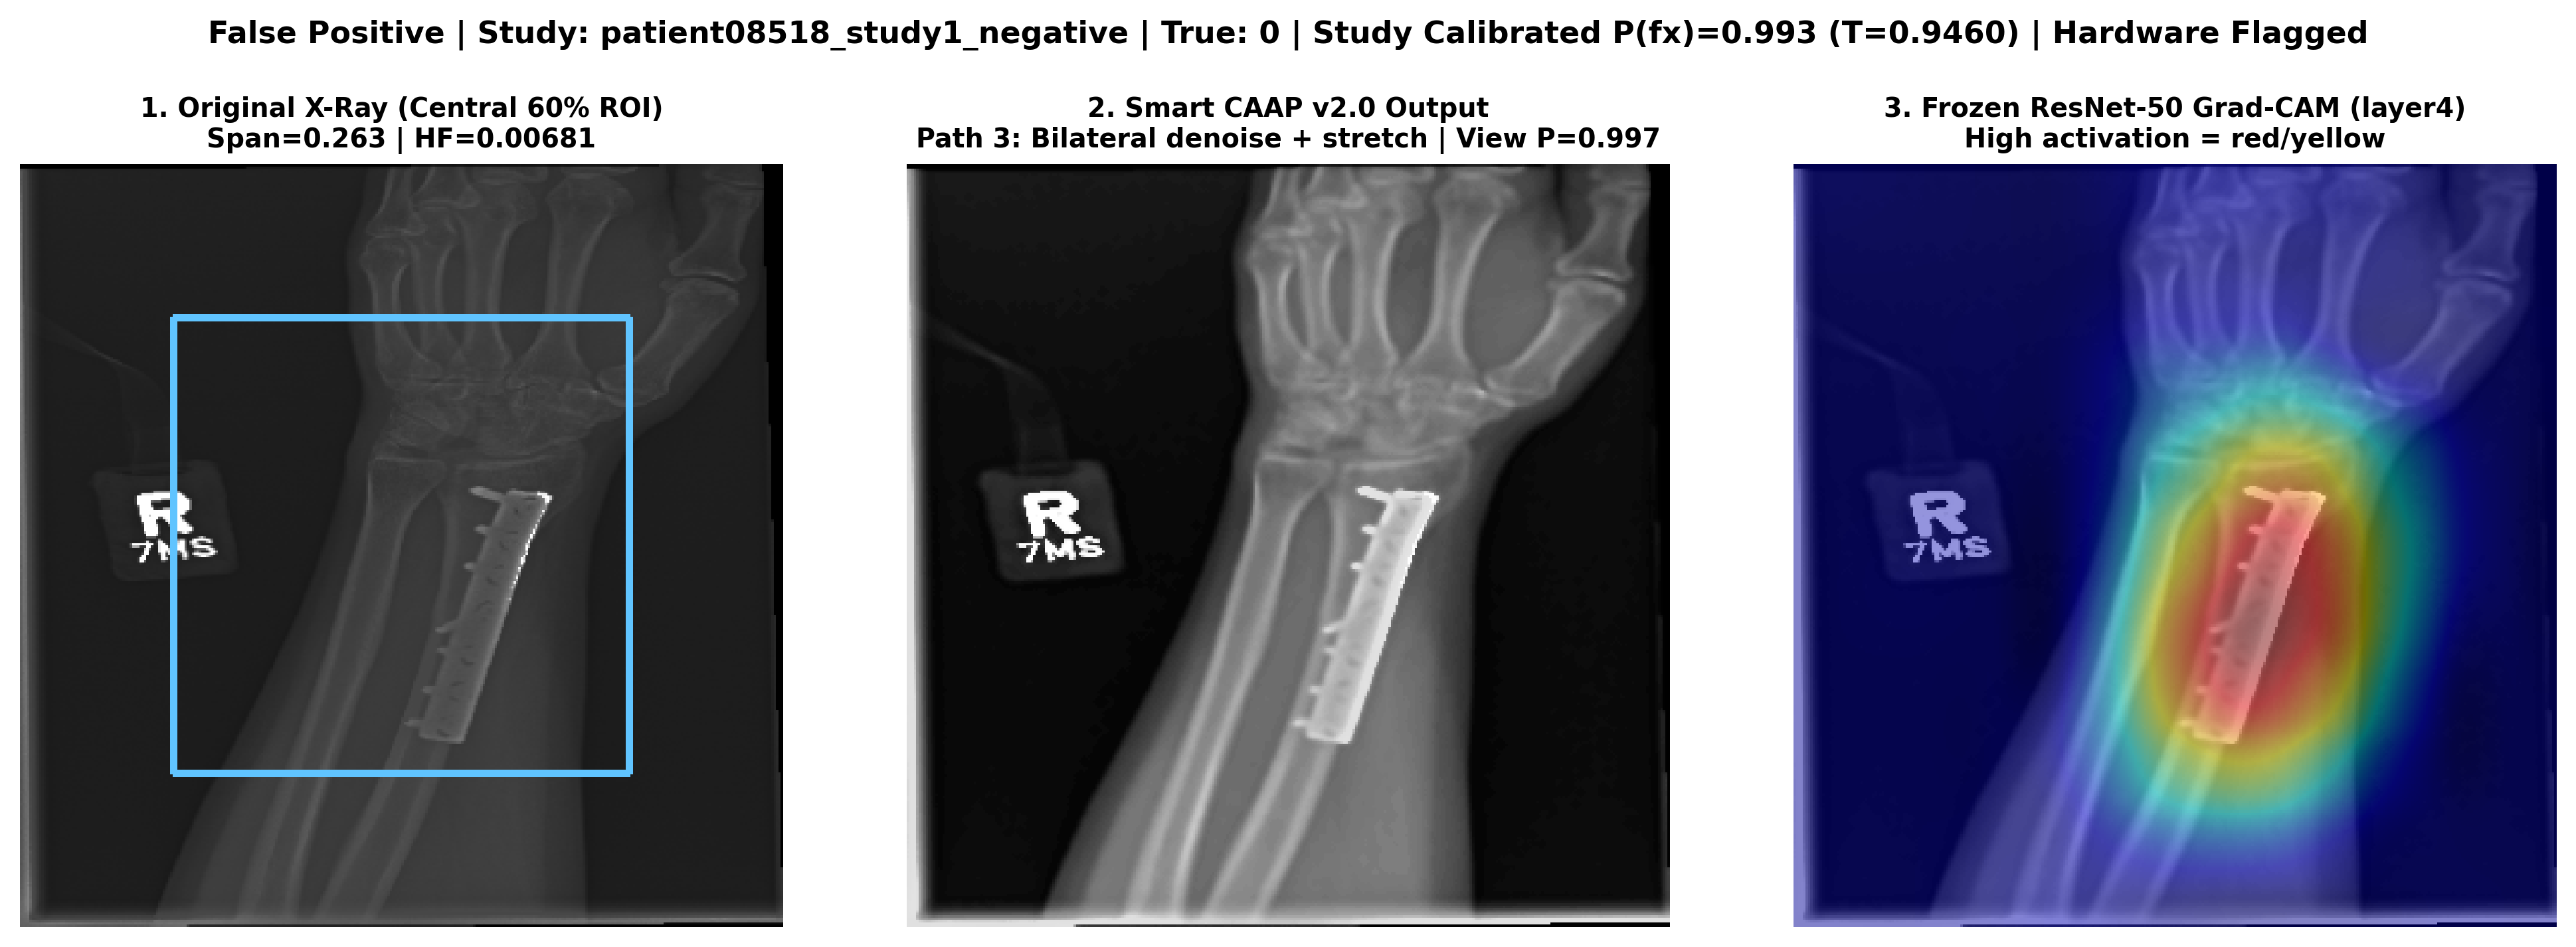 False Positive | Study: patient08518_study1_negative | True: 0 | Study Calibrated P(fx)=0.993 (T=0.9460) | Hardware Flagged
1. Original X-Ray (Central 60% ROI)
Span=0.263 | HF=0.00681
2. Smart CAAP v2.0 Output
Path 3: Bilateral denoise + stretch | View P=0.997
3. Frozen ResNet-50 Grad-CAM (layer4)
High activation = red/yellow
R
7MS
R
7MS
R
7MS